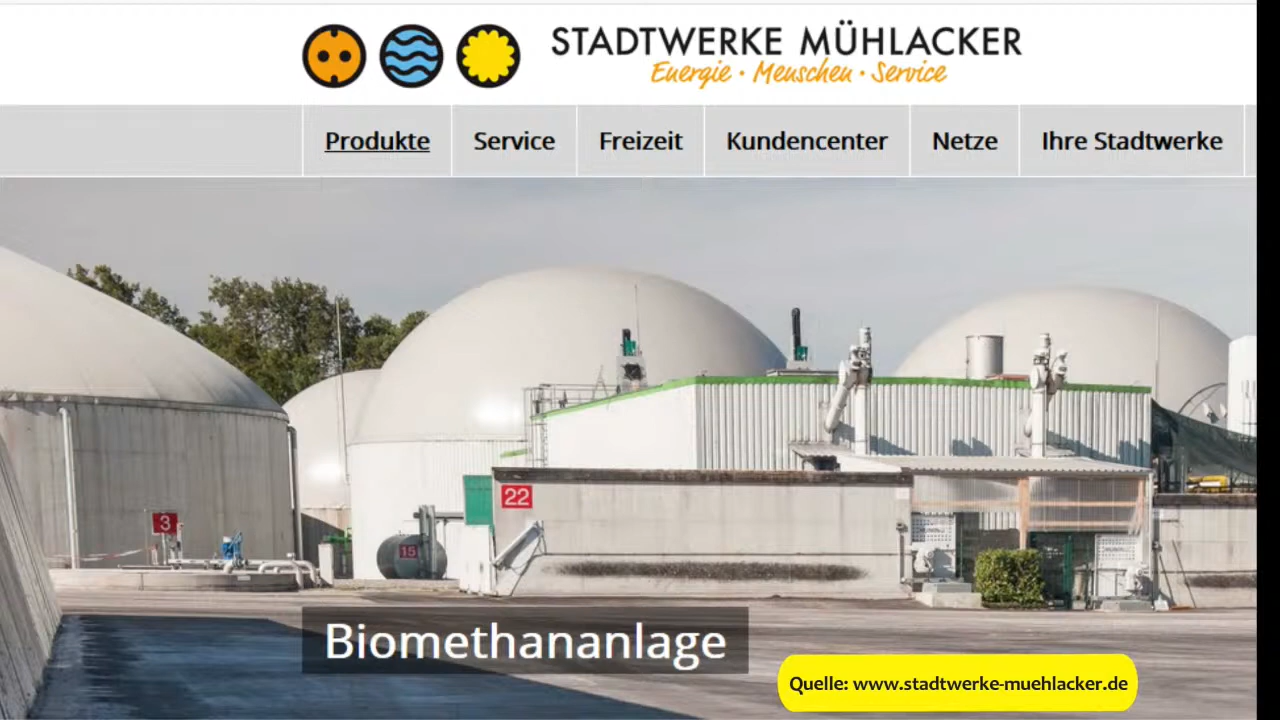 STADTWERKE MÜHLACKER
Energie · Menschen · Service
Produkte
Service
Freizeit
Kundencenter
Netze
Ihre Stadtwerke
22
3
15
Biomethananlage
Quelle: www.stadtwerke-muehlacker.de